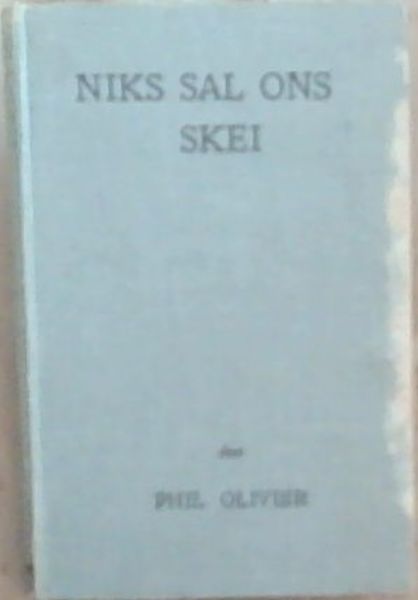 NIKS SAL ONS
SKEI
deur
PHIL OLIVIER